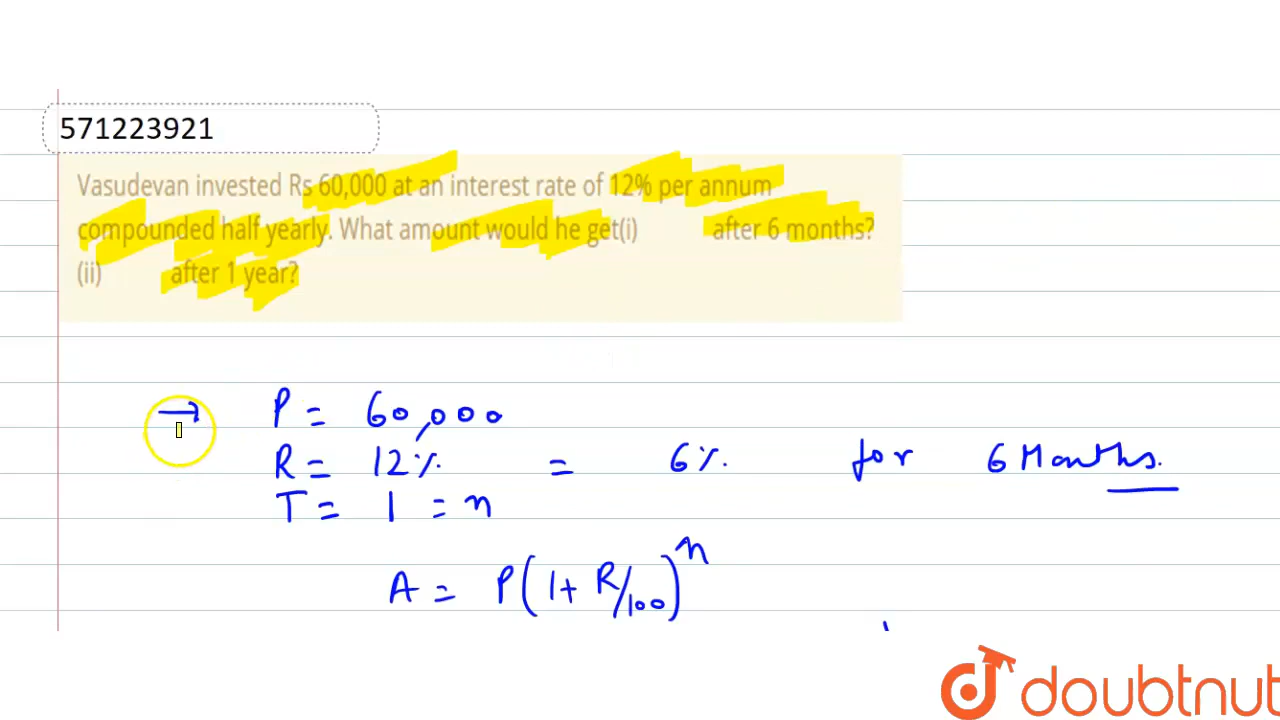 571223921
Vasudevan invested Rs 60,000 at an interest rate of 12% per annum
compounded half yearly. What amount would he get(i) after 6 months?
(ii) after 1 year?
→ P = 60,000
R = 12% = 6% for 6 Months.
T = 1 = n
A = P(1+ R/100)^n
doubtnut